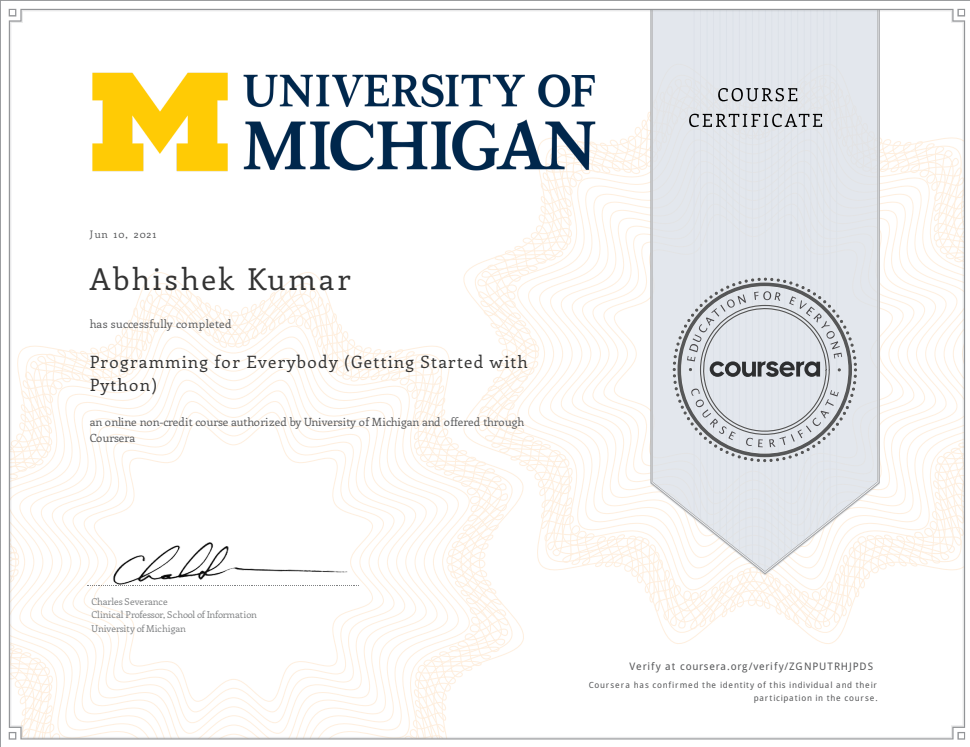 UNIVERSITY OF
MICHIGAN
COURSE
CERTIFICATE
Jun 10, 2021
Abhishek Kumar
has successfully completed
Programming for Everybody (Getting Started with
Python)
an online non-credit course authorized by University of Michigan and offered through
Coursera
EDUCATION FOR EVERYONE
coursera
COURSE CERTIFICATE
Charles Severance
Clinical Professor, School of Information
University of Michigan
Verify at coursera.org/verify/ZGNPUTRHJPDS
Coursera has confirmed the identity of this individual and their
participation in the course.